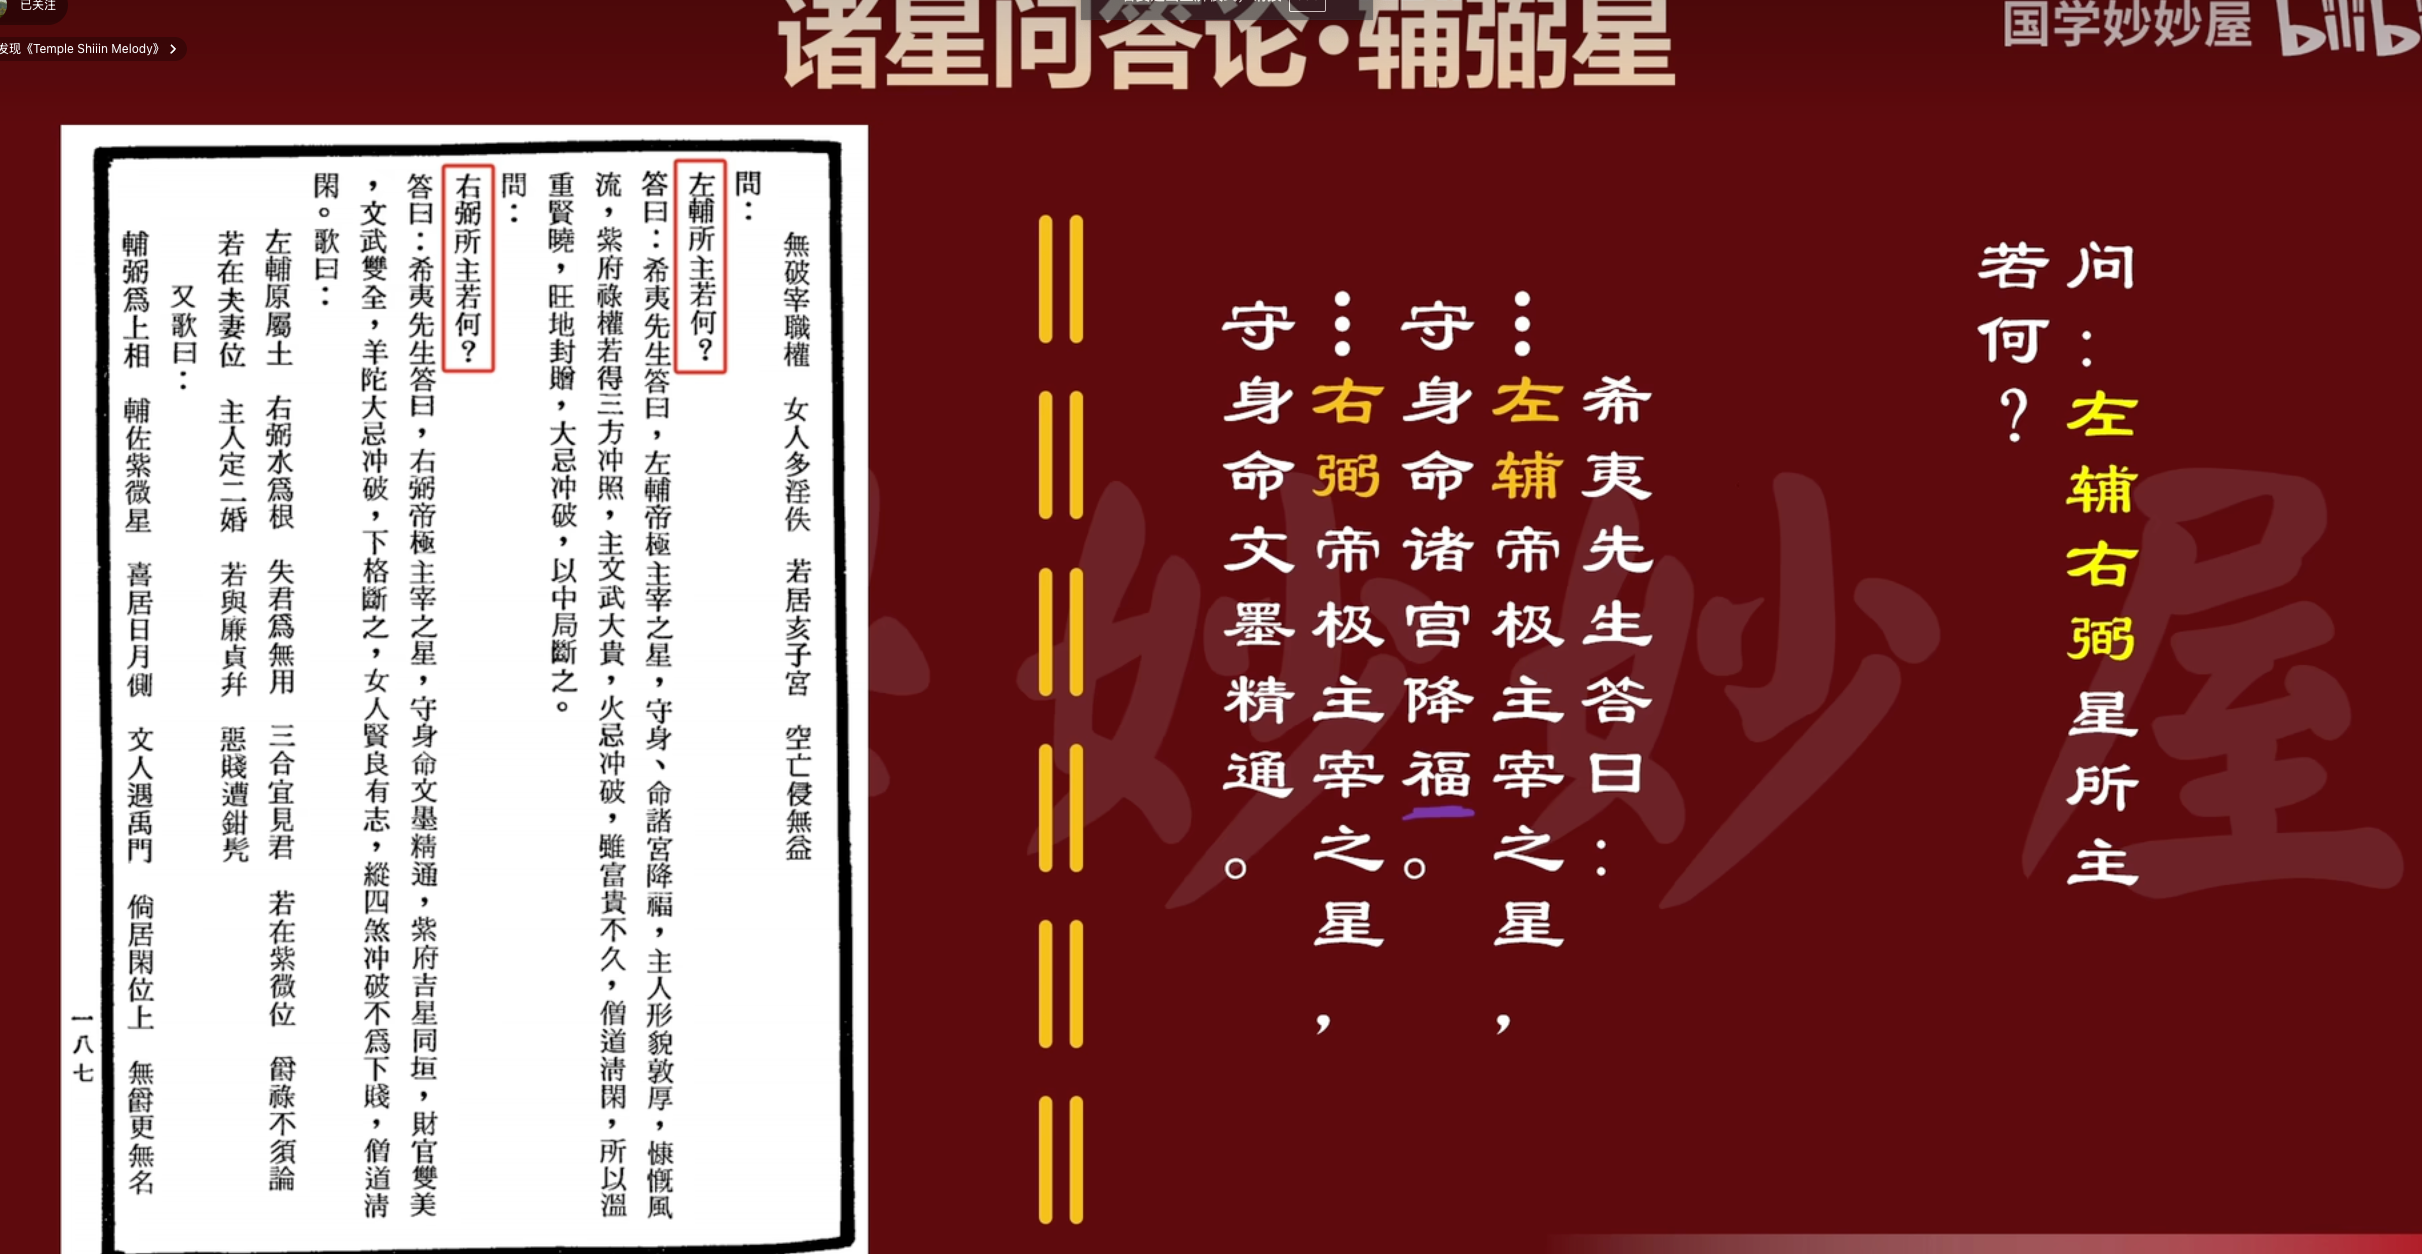 已关注
发现《Temple Shiin Melody》
诸星问答论•辅弼星
国学妙妙屋
無破宰職權　女人多淫佚　若居亥子宮　空亡侵無益
問：
左輔所主若何？
答曰：希夷先生答曰，左輔帝極主宰之星，守身、命諸宮降福，主人形貌敦厚，慷慨風
流，紫府祿權若得三方冲照，主文武大貴，火忌冲破，雖富貴不久，僧道清閑，所以溫
重賢曉，旺地封贈，大忌冲破，以中局斷之。
問：
右弼所主若何？
答曰：希夷先生答曰，右弼帝極主宰之星，守身命文墨精通，紫府吉星同垣，財官雙美
，文武雙全，羊陀大忌冲破，下格斷之，女人賢良有志，縱四煞冲破不爲下賤，僧道清
閑。歌曰：
左輔原屬土　右弼水爲根　失君爲無用　三合宜見君　若在紫微位　爵祿不須論
若在夫妻位　主人定二婚　若與廉貞幷　惡賤遭鉗髡
又歌曰：
輔弼爲上相　輔佐紫微星　喜居日月側　文人遇禹門　倘居閑位上　無爵更無名
一八七
问：左辅右弼星所主
若何？
希夷先生答曰：
⋮左辅帝极主宰之星，
守身命诸宫降福。
⋮右弼帝极主宰之星，
守身命文墨精通。
妙妙屋